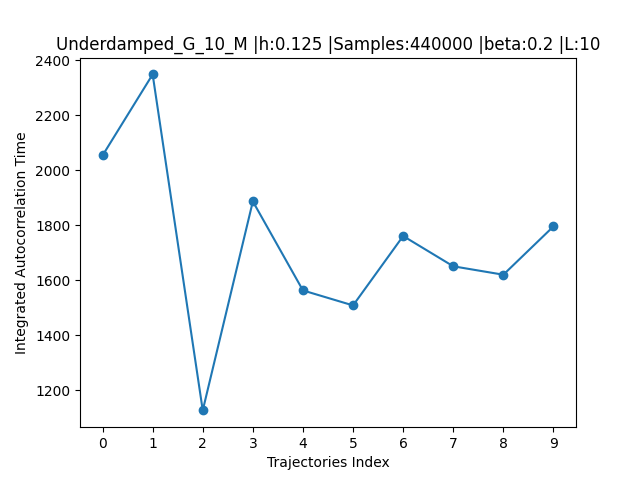 Underdamped_G_10_M |h:0.125 |Samples:440000 |beta:0.2 |L:10
2400
2200
2000
1800
1600
1400
1200
Integrated Autocorrelation Time
0 1 2 3 4 5 6 7 8 9
Trajectories Index